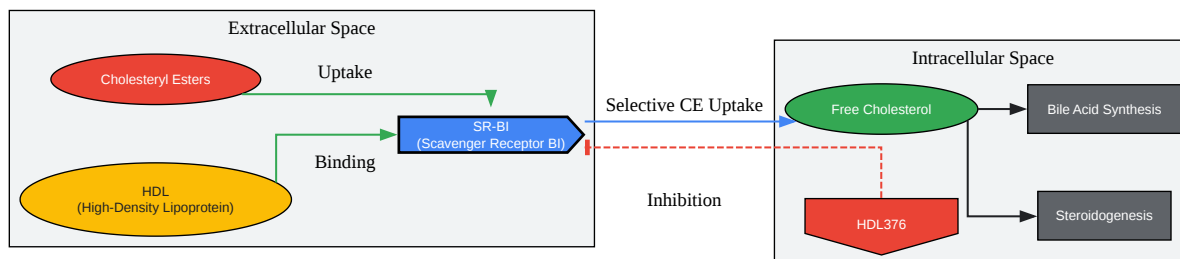 Extracellular Space
Cholesteryl Esters
Uptake
SR-BI
(Scavenger Receptor BI)
Binding
HDL
(High-Density Lipoprotein)
Selective CE Uptake
Inhibition
Intracellular Space
Free Cholesterol
Bile Acid Synthesis
HDL376
Steroidogenesis